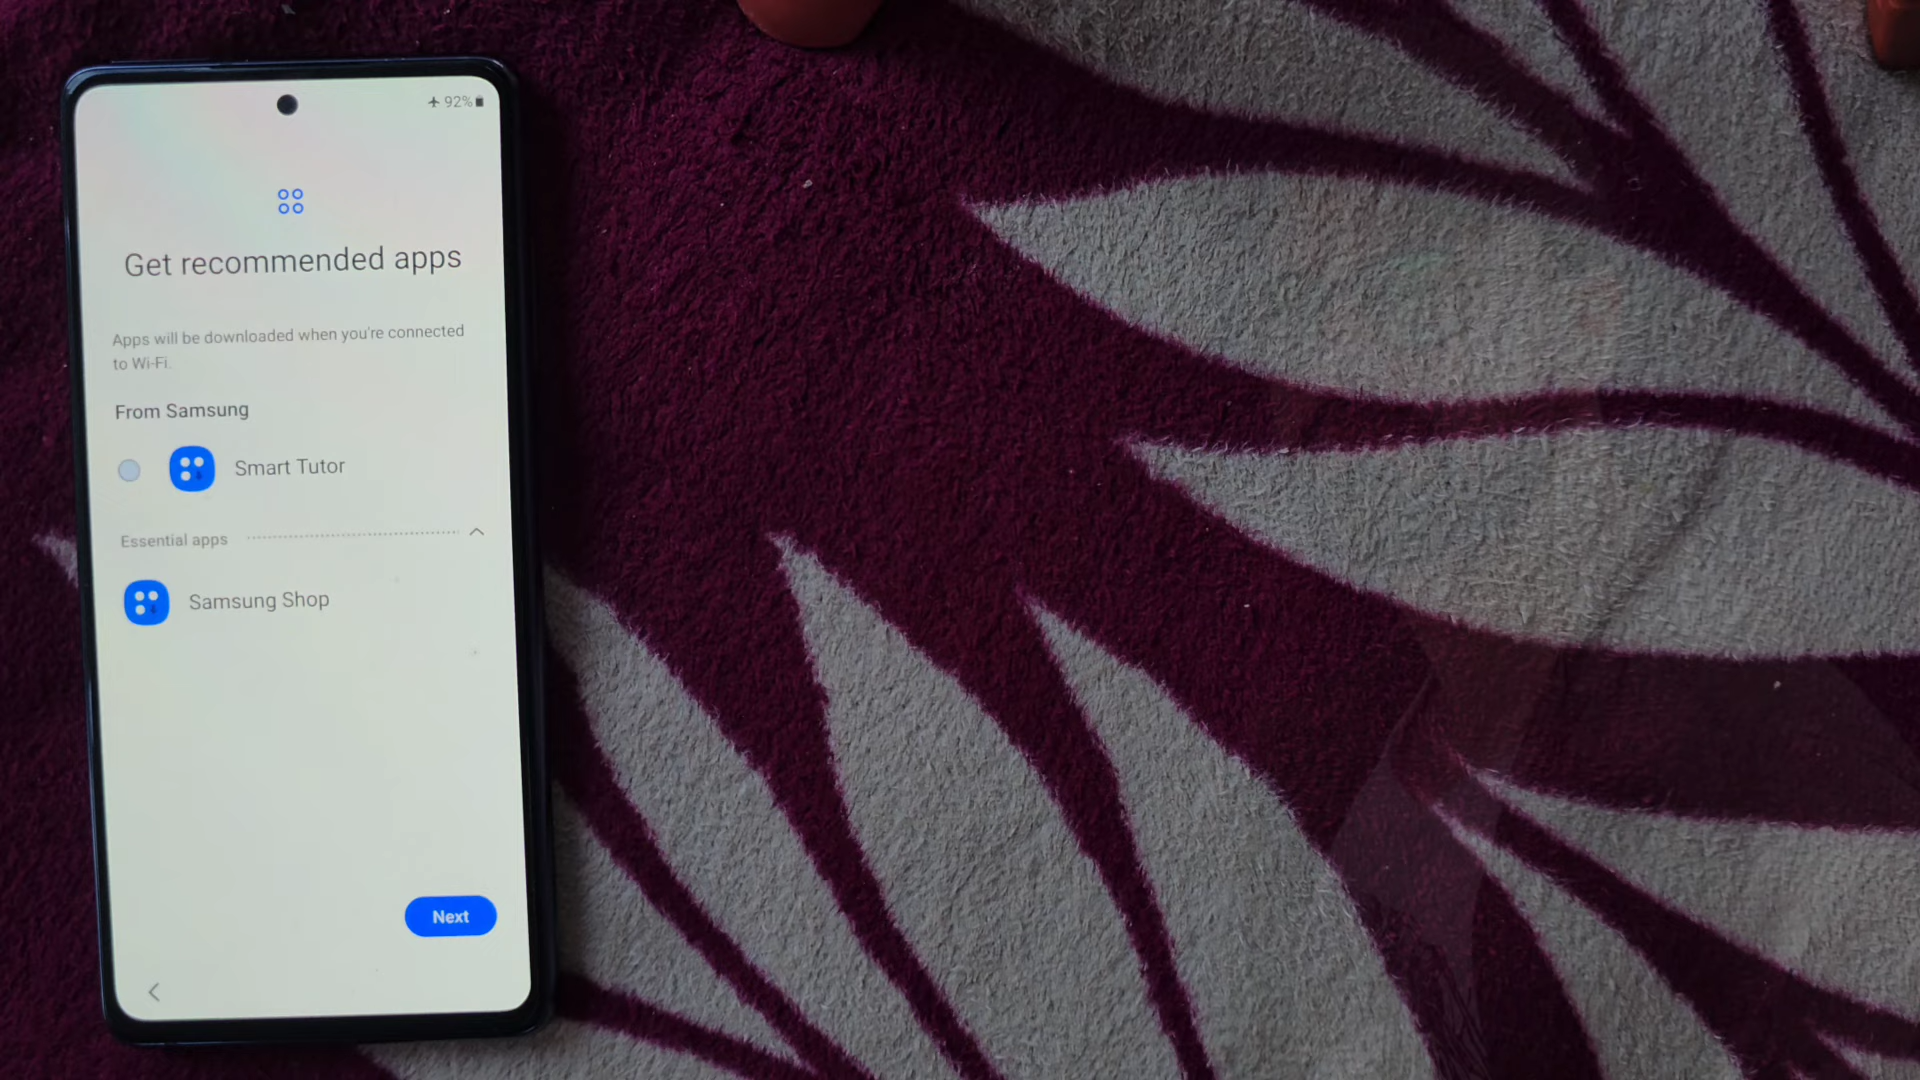 92%
Get recommended apps
Apps will be downloaded when you're connected
to Wi-Fi.
From Samsung
Smart Tutor
Essential apps
Samsung Shop
Next